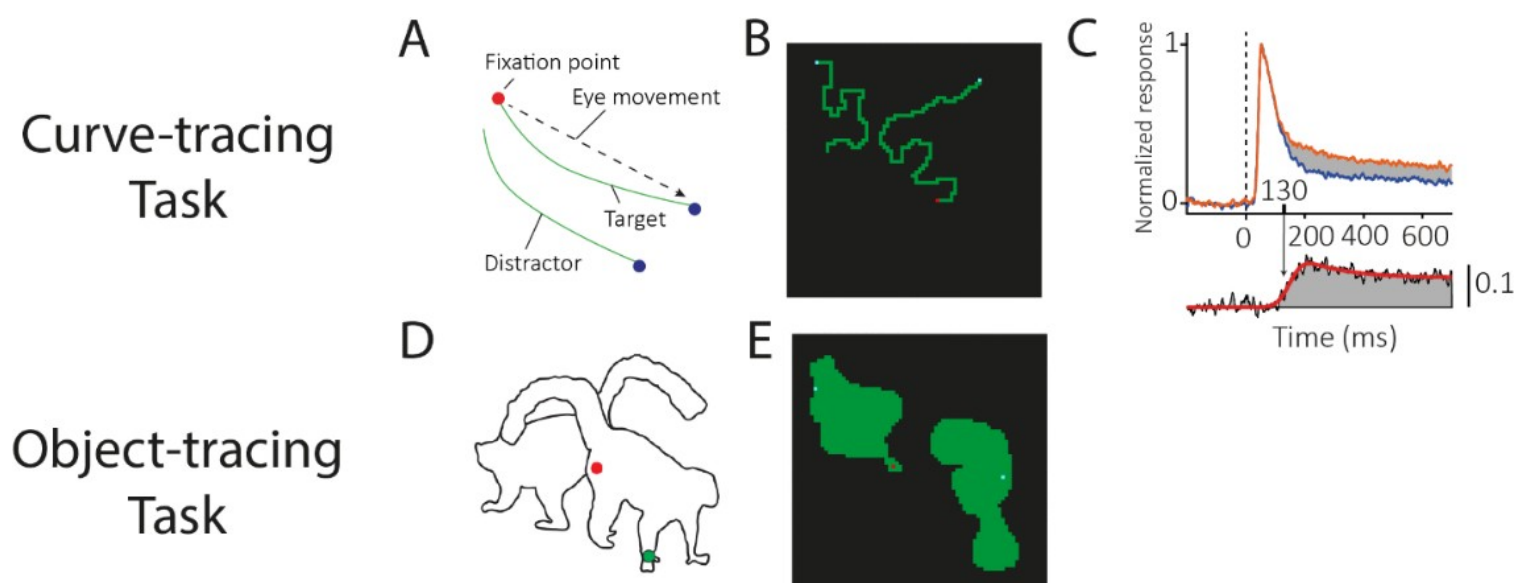 Curve-tracing
Task
A
Fixation point
Eye movement
Target
Distractor
B
C
Normalized response
1
0
130
0
200
400
600
0.1
Time (ms)
Object-tracing
Task
D
E